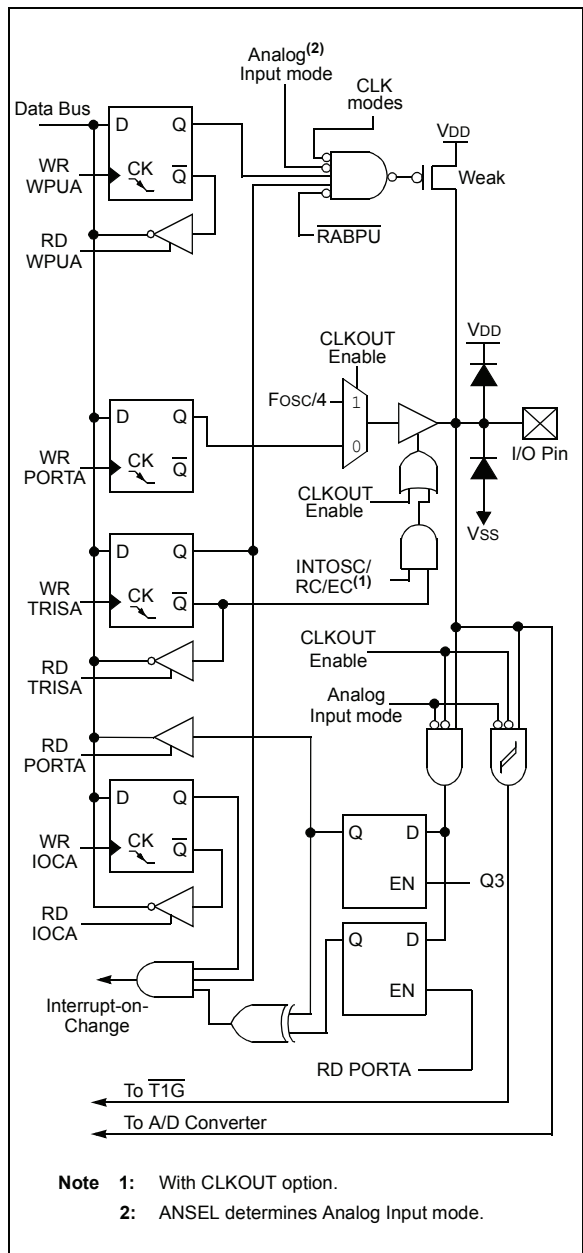 Analog(2)
Input mode
CLK
modes
Data Bus
D Q
VDD
WR
WPUA
CK Q
Weak
RD
WPUA
RABPU
CLKOUT
Enable
VDD
FOSC/4
1
D Q
0
I/O Pin
WR
PORTA
CK Q
CLKOUT
Enable
VSS
D Q
INTOSC/
RC/EC(1)
WR
TRISA
CK Q
CLKOUT
Enable
RD
TRISA
Analog
Input mode
RD
PORTA
D Q
Q D
WR
IOCA
CK Q
EN
Q3
RD
IOCA
Q D
EN
Interrupt-on-
Change
RD PORTA
To T1G
To A/D Converter
Note 1: With CLKOUT option.
2: ANSEL determines Analog Input mode.